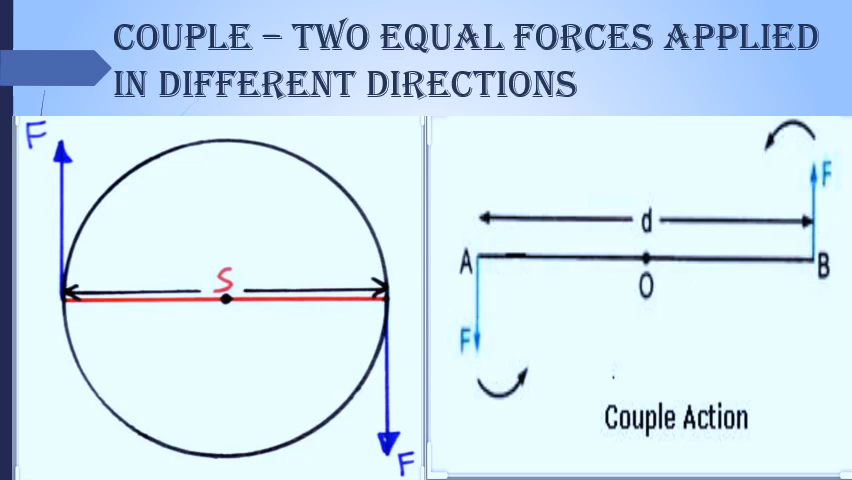 COUPLE – TWO EQUAL FORCES APPLIED
IN DIFFERENT DIRECTIONS
F
S
F
F
d
A
B
O
F
Couple Action